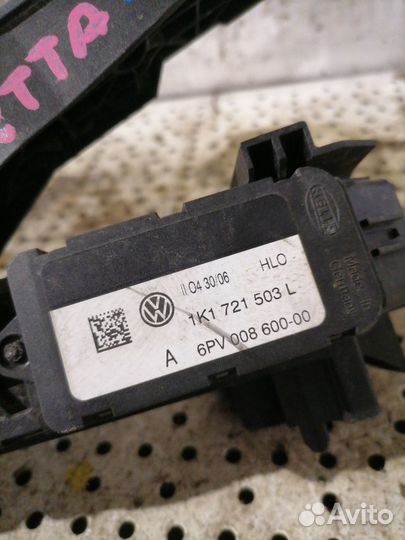 TTA
II 04 30/06 HLO
1K1 721 503 L
A 6PV 008 600-00
HELLA
Made in
Germany
Avito